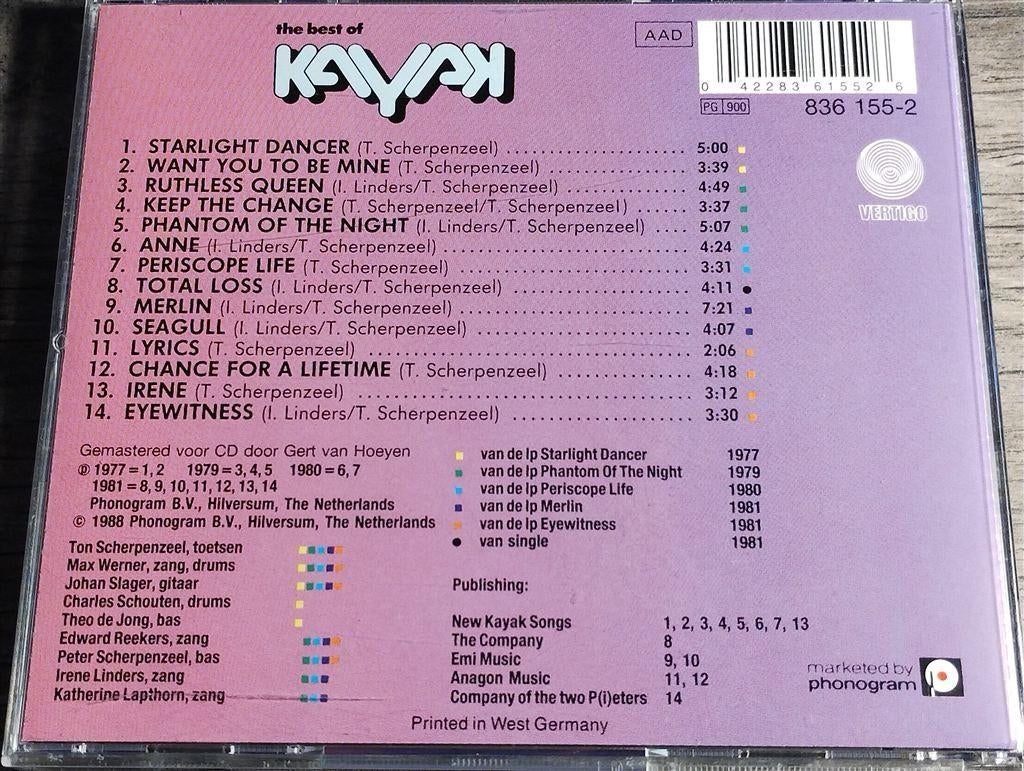 the best of
KAYAK
AAD
0 42283 61552 6
PG 900
836 155-2
VERTIGO
1. STARLIGHT DANCER (T. Scherpenzeel) 5:00
2. WANT YOU TO BE MINE (T. Scherpenzeel) 3:39
3. RUTHLESS QUEEN (I. Linders/T. Scherpenzeel) 4:49
4. KEEP THE CHANGE (T. Scherpenzeel/T. Scherpenzeel) 3:37
5. PHANTOM OF THE NIGHT (I. Linders/T. Scherpenzeel) 5:07
6. ANNE (I. Linders/T. Scherpenzeel) 4:24
7. PERISCOPE LIFE (T. Scherpenzeel) 3:31
8. TOTAL LOSS (I. Linders/T. Scherpenzeel) 4:11
9. MERLIN (I. Linders/T. Scherpenzeel) 7:21
10. SEAGULL (I. Linders/T. Scherpenzeel) 4:07
11. LYRICS (T. Scherpenzeel) 2:06
12. CHANCE FOR A LIFETIME (T. Scherpenzeel) 4:18
13. IRENE (T. Scherpenzeel) 3:12
14. EYEWITNESS (I. Linders/T. Scherpenzeel) 3:30
Gemastered voor CD door Gert van Hoeyen
℗ 1977 = 1, 2 1979 = 3, 4, 5 1980 = 6, 7
1981 = 8, 9, 10, 11, 12, 13, 14
Phonogram B.V., Hilversum, The Netherlands
© 1988 Phonogram B.V., Hilversum, The Netherlands
van de lp Starlight Dancer 1977
van de lp Phantom Of The Night 1979
van de lp Periscope Life 1980
van de lp Merlin 1981
van de lp Eyewitness 1981
van single 1981
Ton Scherpenzeel, toetsen
Max Werner, zang, drums
Johan Slager, gitaar
Charles Schouten, drums
Theo de Jong, bas
Edward Reekers, zang
Peter Scherpenzeel, bas
Irene Linders, zang
Katherine Lapthorn, zang
Publishing:
New Kayak Songs 1, 2, 3, 4, 5, 6, 7, 13
The Company 8
Emi Music 9, 10
Anagon Music 11, 12
Company of the two P(i)eters 14
marketed by
phonogram
Printed in West Germany